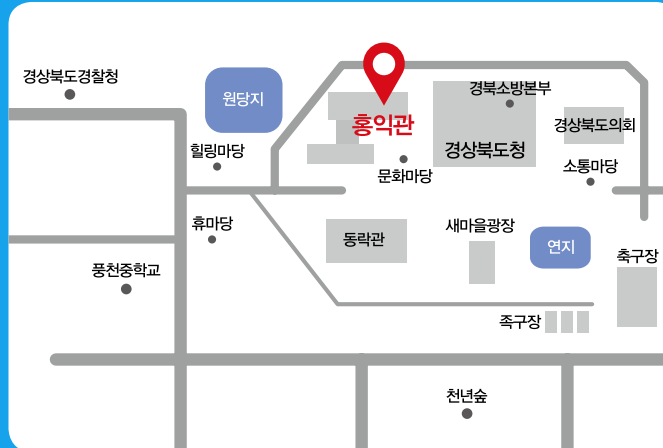 경상북도경찰청
원당지
경북소방본부
홍익관
경상북도의회
힐링마당
경상북도청
문화마당
소통마당
휴마당
새마을광장
동락관
연지
축구장
풍천중학교
족구장
천년숲